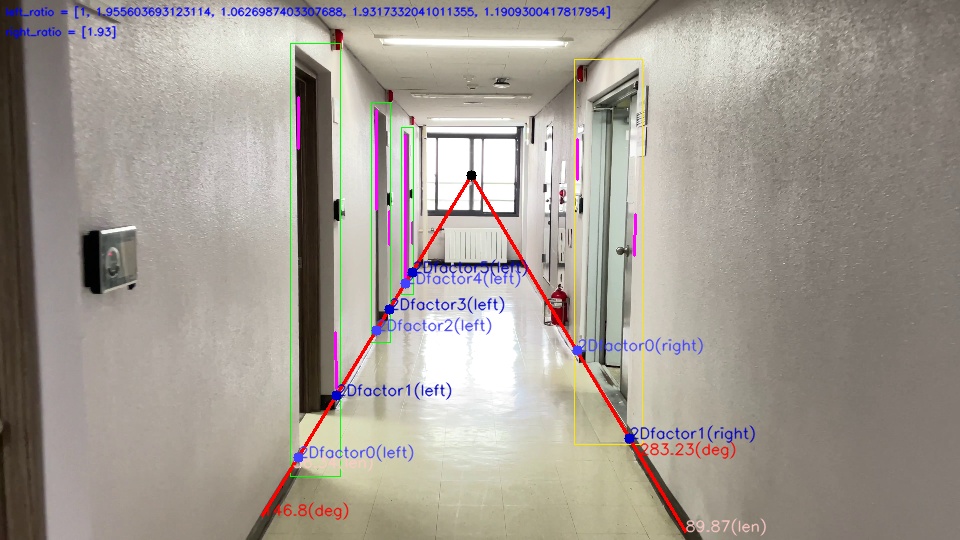 left_ratio = [1, 1.955603693123114, 1.0626987403307688, 1.9317332041011355, 1.1909300417817954]
right_ratio = [1.93]
2Dfactor5(left)
2Dfactor4(left)
2Dfactor3(left)
2Dfactor2(left)
2Dfactor0(right)
2Dfactor1(left)
2Dfactor1(right)
283.23(deg)
2Dfactor0(left)
46.8(deg)
89.87(len)